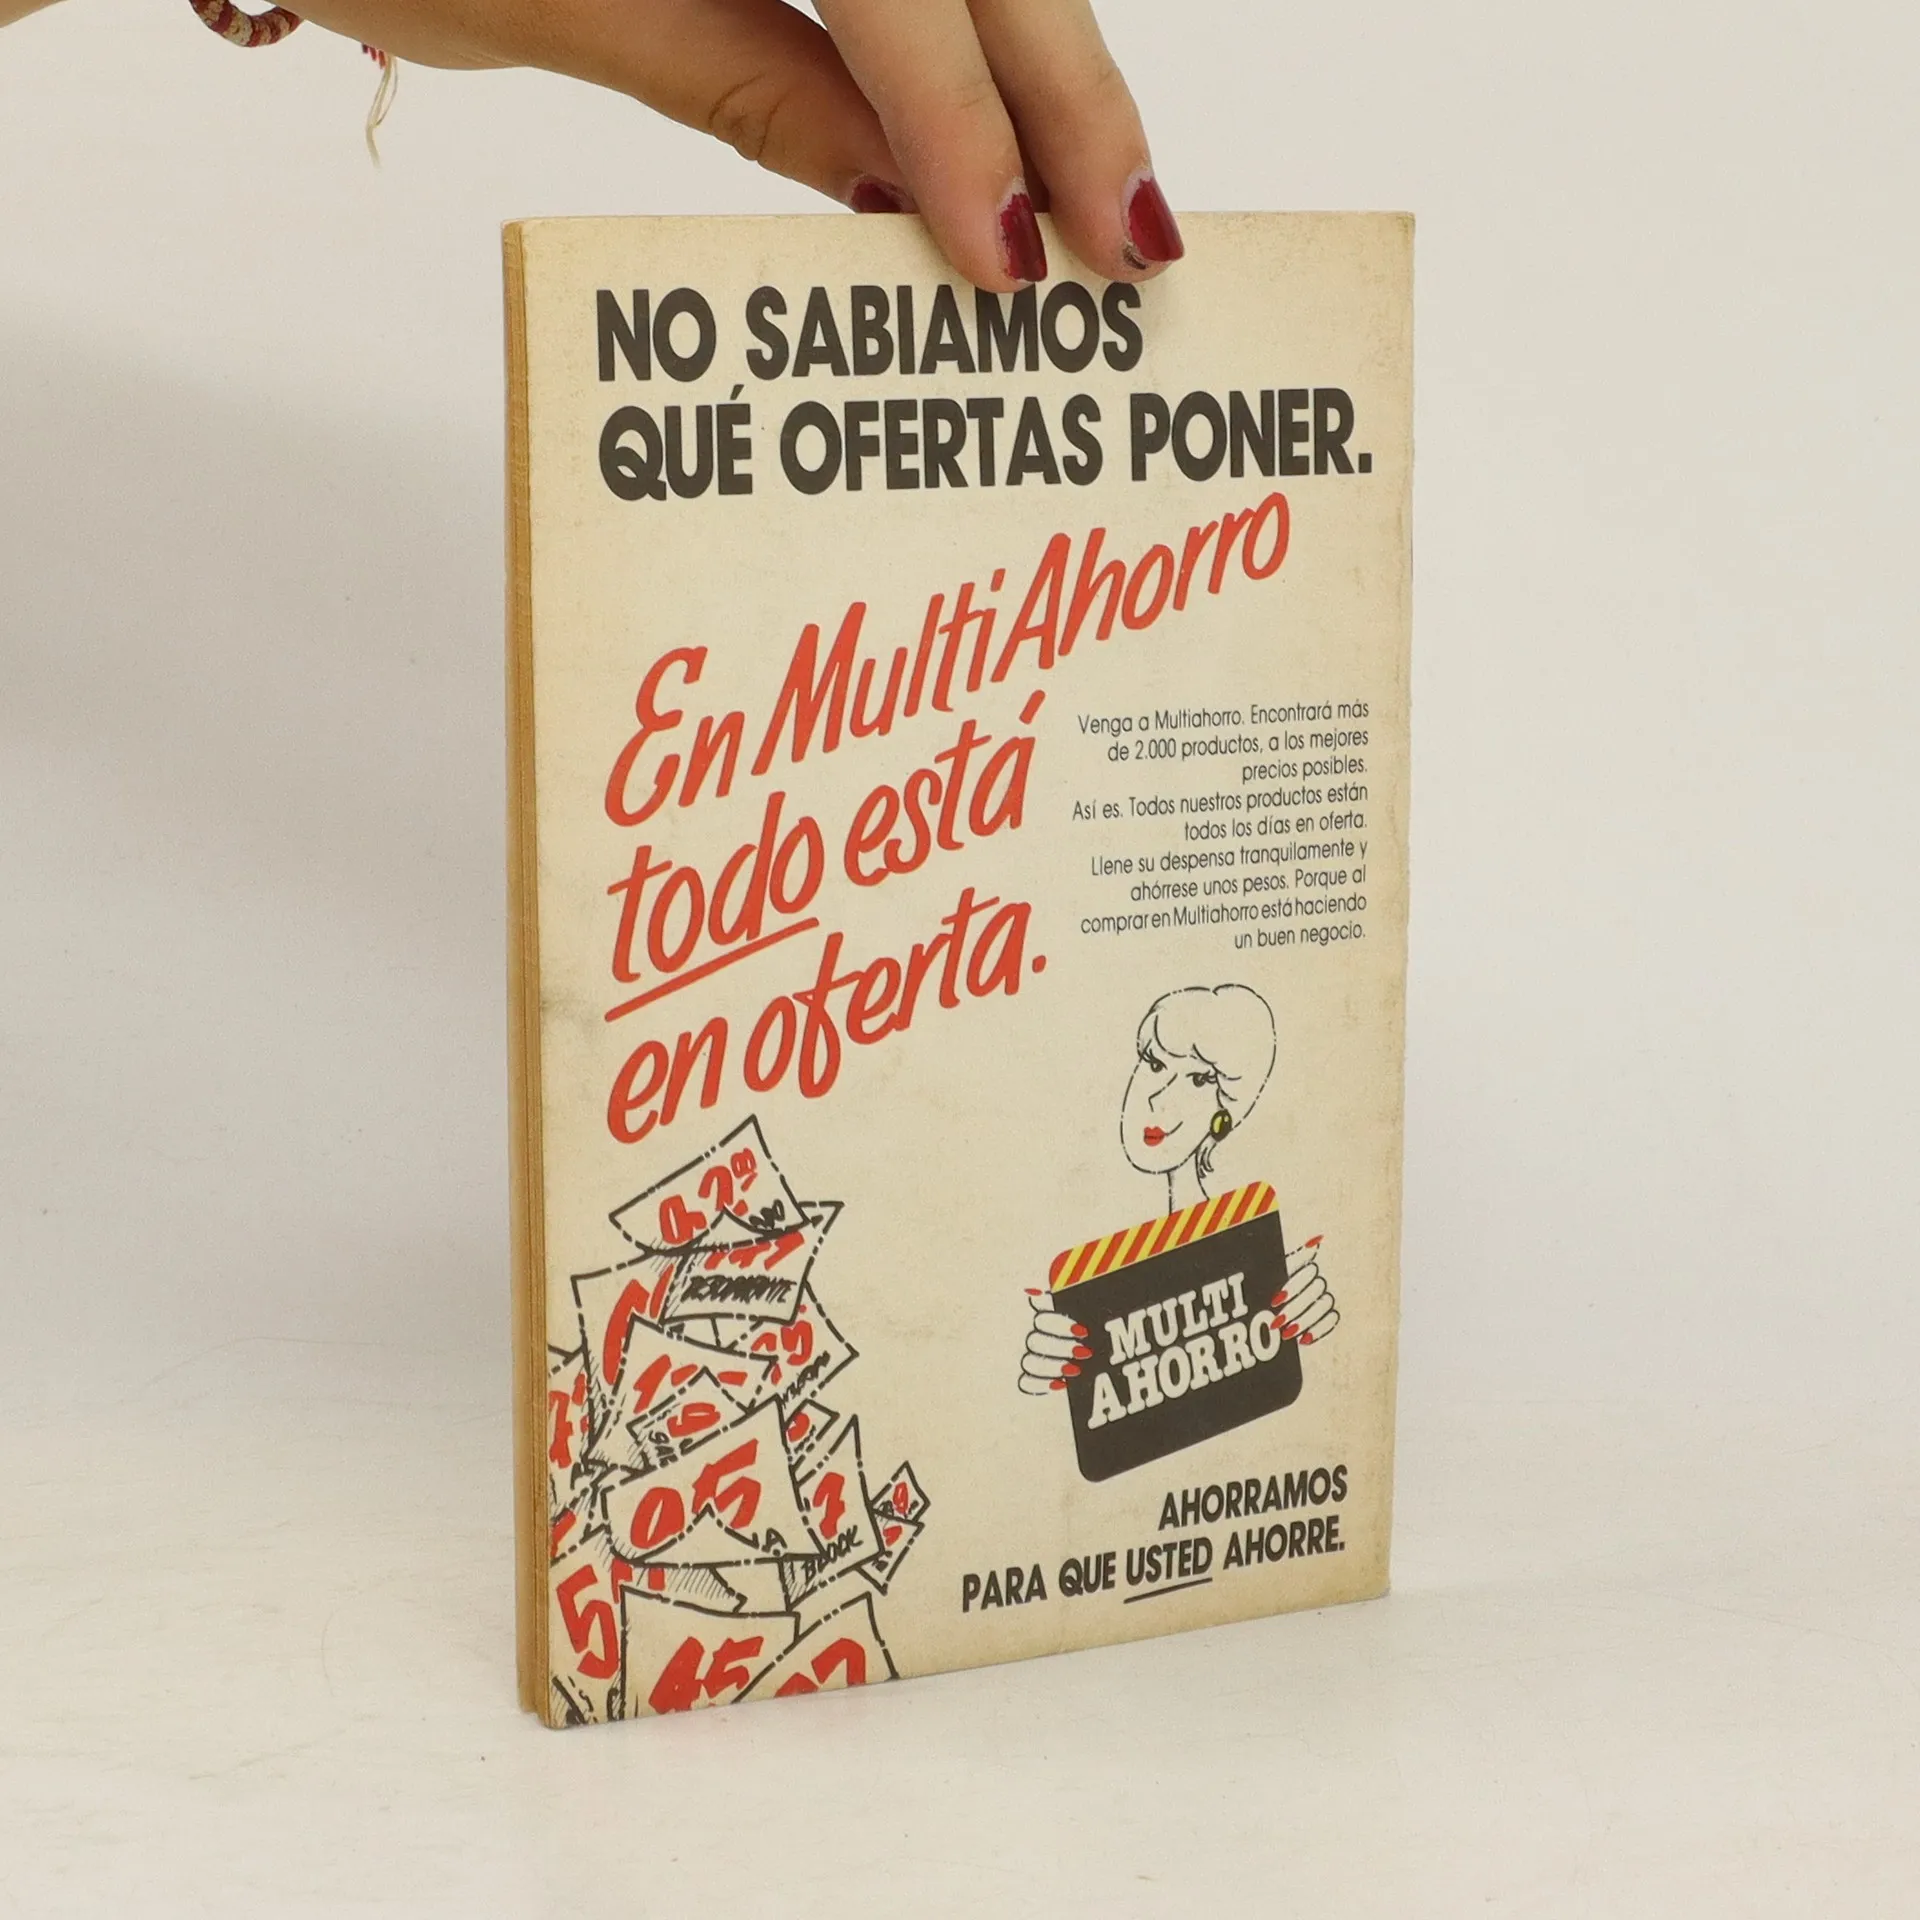 NO SABIAMOS
QUÉ OFERTAS PONER.
En MultiAhorro
todo está
en oferta.
Venga a Multiahorro. Encontrará más
de 2.000 productos, a los mejores
precios posibles.
Así es. Todos nuestros productos están
todos los días en oferta.
Llene su despensa tranquilamente y
ahórrese unos pesos. Porque al
comprar en Multiahorro está haciendo
un buen negocio.
MULTI
AHORRO
05
BLOCK
45
AHORRAMOS
PARA QUE USTED AHORRE.